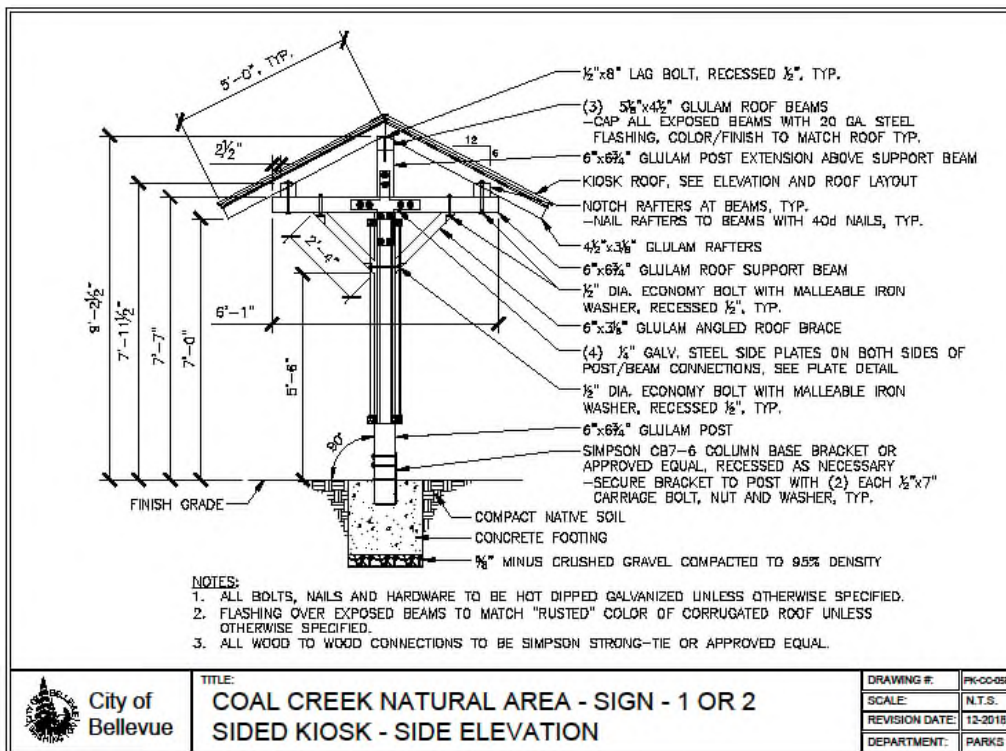 5'-0", TYP.
2½"
12
6
8'-2½"
7'-11½"
7'-7"
7'-0"
6'-1"
2'-4"
5'-6"
90°
FINISH GRADE
½"x8" LAG BOLT, RECESSED ½", TYP.
(3) 5⅛"x4½" GLULAM ROOF BEAMS
-CAP ALL EXPOSED BEAMS WITH 20 GA. STEEL
FLASHING, COLOR/FINISH TO MATCH ROOF TYP.
6"x6¾" GLULAM POST EXTENSION ABOVE SUPPORT BEAM
KIOSK ROOF, SEE ELEVATION AND ROOF LAYOUT
NOTCH RAFTERS AT BEAMS, TYP.
-NAIL RAFTERS TO BEAMS WITH 40d NAILS, TYP.
4½"x3⅛" GLULAM RAFTERS
6"x6¾" GLULAM ROOF SUPPORT BEAM
½" DIA. ECONOMY BOLT WITH MALLEABLE IRON
WASHER, RECESSED ½", TYP.
6"x3⅛" GLULAM ANGLED ROOF BRACE
(4) ¼" GALV. STEEL SIDE PLATES ON BOTH SIDES OF
POST/BEAM CONNECTIONS, SEE PLATE DETAIL
½" DIA. ECONOMY BOLT WITH MALLEABLE IRON
WASHER, RECESSED ½", TYP.
6"x6¾" GLULAM POST
SIMPSON CB7-6 COLUMN BASE BRACKET OR
APPROVED EQUAL, RECESSED AS NECESSARY
-SECURE BRACKET TO POST WITH (2) EACH ½"x7"
CARRIAGE BOLT, NUT AND WASHER, TYP.
COMPACT NATIVE SOIL
CONCRETE FOOTING
⅝" MINUS CRUSHED GRAVEL COMPACTED TO 95% DENSITY
NOTES:
1. ALL BOLTS, NAILS AND HARDWARE TO BE HOT DIPPED GALVANIZED UNLESS OTHERWISE SPECIFIED.
2. FLASHING OVER EXPOSED BEAMS TO MATCH "RUSTED" COLOR OF CORRUGATED ROOF UNLESS
OTHERWISE SPECIFIED.
3. ALL WOOD TO WOOD CONNECTIONS TO BE SIMPSON STRONG-TIE OR APPROVED EQUAL.
City of
Bellevue
TITLE:
COAL CREEK NATURAL AREA - SIGN - 1 OR 2
SIDED KIOSK - SIDE ELEVATION
DRAWING #:
SCALE: N.T.S.
REVISION DATE: 12-2018
DEPARTMENT: PARKS